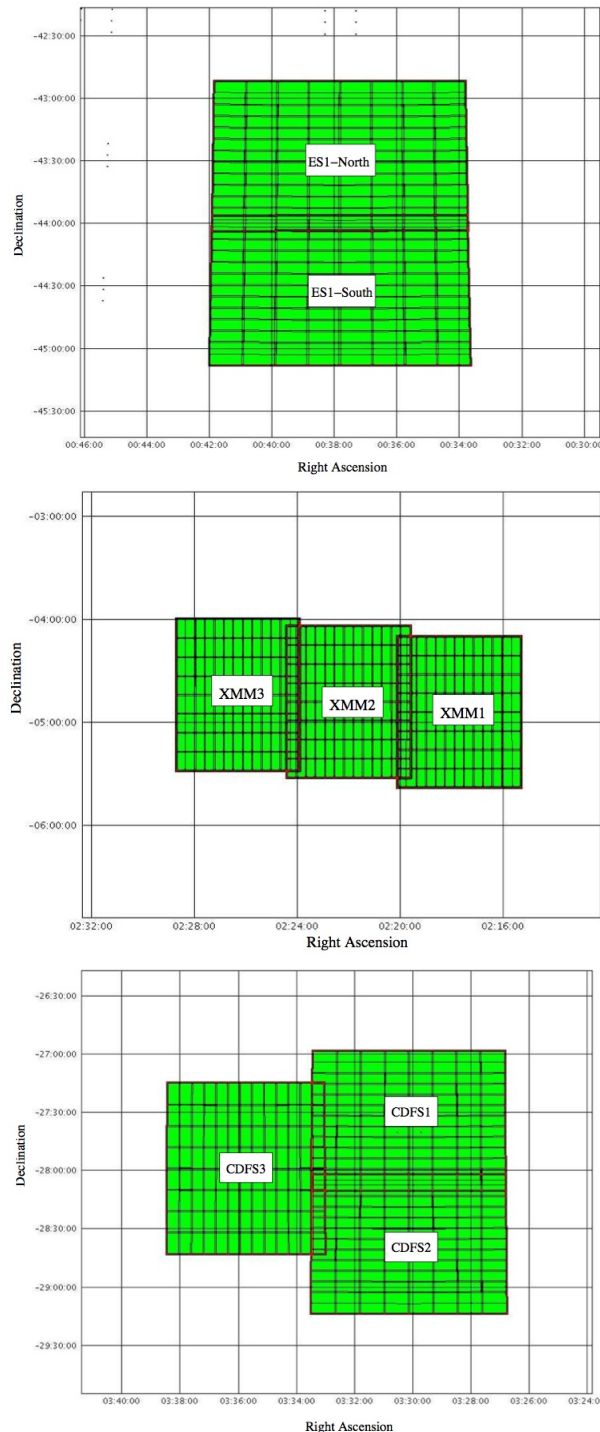 −42:30:00
−43:00:00
−43:30:00
−44:00:00
−44:30:00
−45:00:00
−45:30:00
Declination
ES1−North
ES1−South
00:46:00 00:44:00 00:42:00 00:40:00 00:38:00 00:36:00 00:34:00 00:32:00 00:30:00
Right Ascension
−03:00:00
−04:00:00
−05:00:00
−06:00:00
Declination
XMM3
XMM2
XMM1
02:32:00 02:28:00 02:24:00 02:20:00 02:16:00
Right Ascension
−26:30:00
−27:00:00
−27:30:00
−28:00:00
−28:30:00
−29:00:00
−29:30:00
Declination
CDFS1
CDFS3
CDFS2
03:40:00 03:38:00 03:36:00 03:34:00 03:32:00 03:30:00 03:28:00 03:26:00 03:24:0
Right Ascension